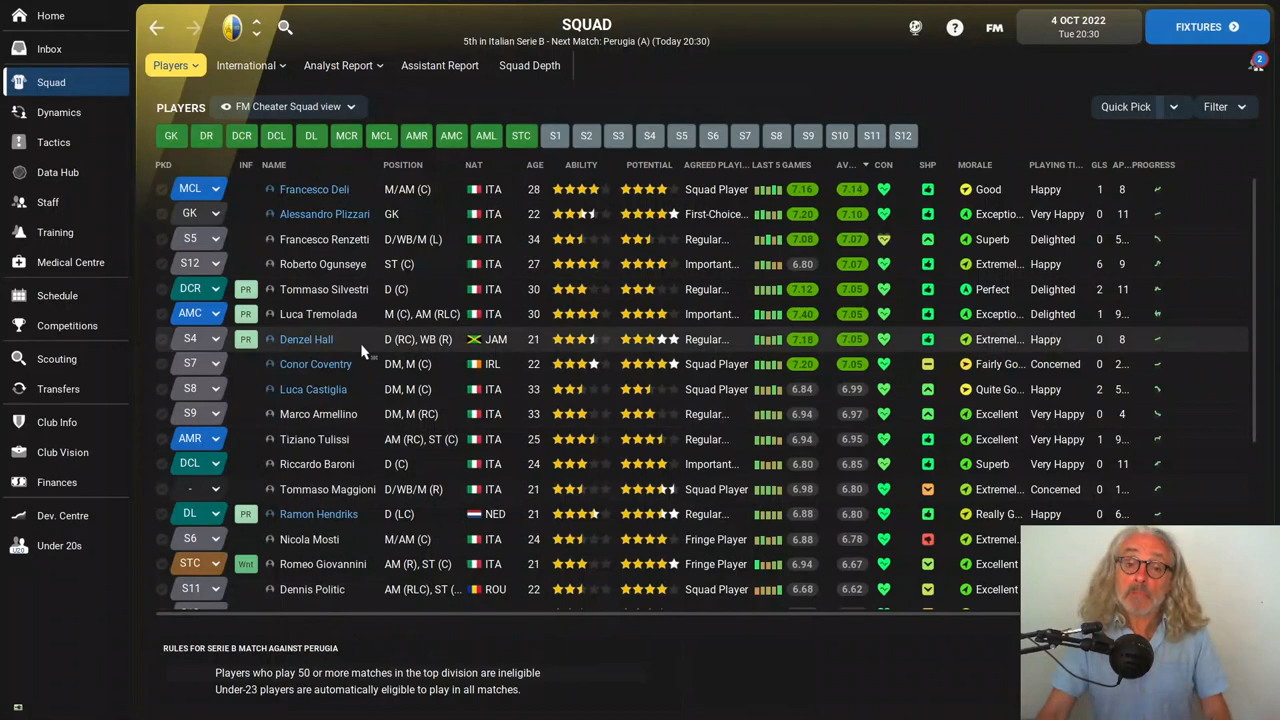 Home
SQUAD
5th in Italian Serie B - Next Match: Perugia (A) (Today 20:30)
FM
4 OCT 2022
Tue 20:30
FIXTURES
Inbox
Squad
Dynamics
Tactics
Data Hub
Staff
Training
Medical Centre
Schedule
Competitions
Scouting
Transfers
Club Info
Club Vision
Finances
Dev. Centre
U20
Under 20s
Players International Analyst Report Assistant Report Squad Depth
2
PLAYERS FM Cheater Squad view Quick Pick Filter
GK DR DCR DCL DL MCR MCL AMR AMC AML STC S1 S2 S3 S4 S5 S6 S7 S8 S9 S10 S11 S12
PKD INF NAME POSITION NAT AGE ABILITY POTENTIAL AGREED PLAYI... LAST 5 GAMES AV... CON SHP MORALE PLAYING TI... GLS AP... PROGRESS
MCL Francesco Deli M/AM (C) ITA 28 Squad Player 7.16 7.14 Good Happy 1 8
GK Alessandro Plizzari GK ITA 22 First-Choice... 7.20 7.10 Exceptio... Very Happy 0 11
S5 Francesco Renzetti D/WB/M (L) ITA 34 Regular... 7.08 7.07 Superb Delighted 0 5...
S12 Roberto Ogunseye ST (C) ITA 27 Important... 6.80 7.07 Extremel... Happy 6 9
DCR PR Tommaso Silvestri D (C) ITA 30 Regular... 7.12 7.05 Perfect Delighted 2 11
AMC PR Luca Tremolada M (C), AM (RLC) ITA 30 Important... 7.40 7.05 Exceptio... Delighted 1 9...
S4 PR Denzel Hall D (RC), WB (R) JAM 21 Regular... 7.18 7.05 Extremel... Happy 0 8
S7 Conor Coventry DM, M (C) IRL 22 Squad Player 7.20 7.05 Fairly Go... Concerned 0 2...
S8 Luca Castiglia DM, M (C) ITA 33 Squad Player 6.84 6.99 Quite Go... Happy 2 5...
S9 Marco Armellino DM, M (RC) ITA 33 Regular... 6.94 6.97 Excellent Happy 0 4
AMR Tiziano Tulissi AM (RC), ST (C) ITA 25 Squad Player 6.94 6.95 Excellent Very Happy 1 9...
DCL Riccardo Baroni D (C) ITA 24 Important... 6.80 6.85 Superb Very Happy 0 11
- Tommaso Maggioni D/WB/M (R) ITA 21 Squad Player 6.98 6.80 Extremel... Concerned 0 1...
DL PR Ramon Hendriks D (LC) NED 21 Regular... 6.88 6.80 Really G... Happy 0 6...
S6 Nicola Mosti M/AM (C) ITA 24 Fringe Player 6.88 6.78 Extremel...
STC Wnt Romeo Giovannini AM (R), ST (C) ITA 21 Fringe Player 6.94 6.67 Excellent
S11 Dennis Politic AM (RLC), ST (... ROU 22 Squad Player 6.68 6.62 Excellent
RULES FOR SERIE B MATCH AGAINST PERUGIA
Players who play 50 or more matches in the top division are ineligible
Under-23 players are automatically eligible to play in all matches.